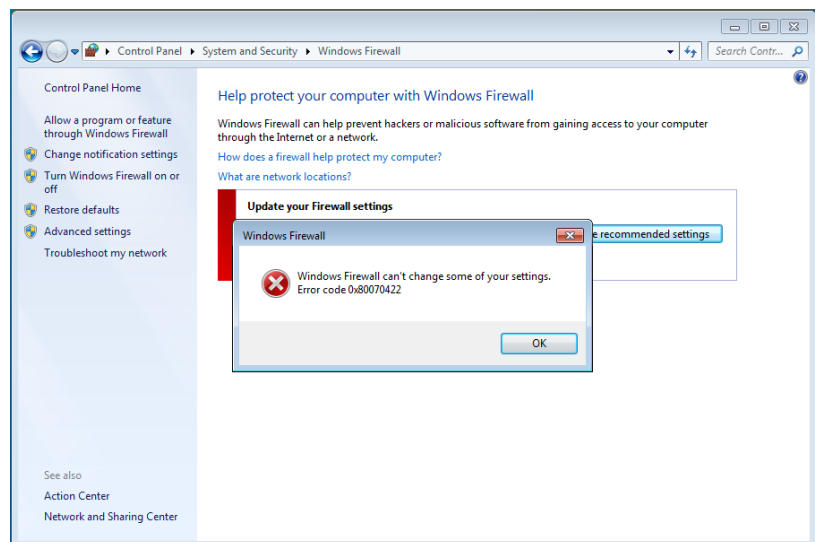 Control Panel
System and Security
Windows Firewall
Search Contr...
Control Panel Home
Allow a program or feature
through Windows Firewall
Change notification settings
Turn Windows Firewall on or
off
Restore defaults
Advanced settings
Troubleshoot my network
See also
Action Center
Network and Sharing Center
Help protect your computer with Windows Firewall
Windows Firewall can help prevent hackers or malicious software from gaining access to your computer
through the Internet or a network.
How does a firewall help protect my computer?
What are network locations?
Update your Firewall settings
e recommended settings
Windows Firewall
Windows Firewall can't change some of your settings.
Error code 0x80070422
OK